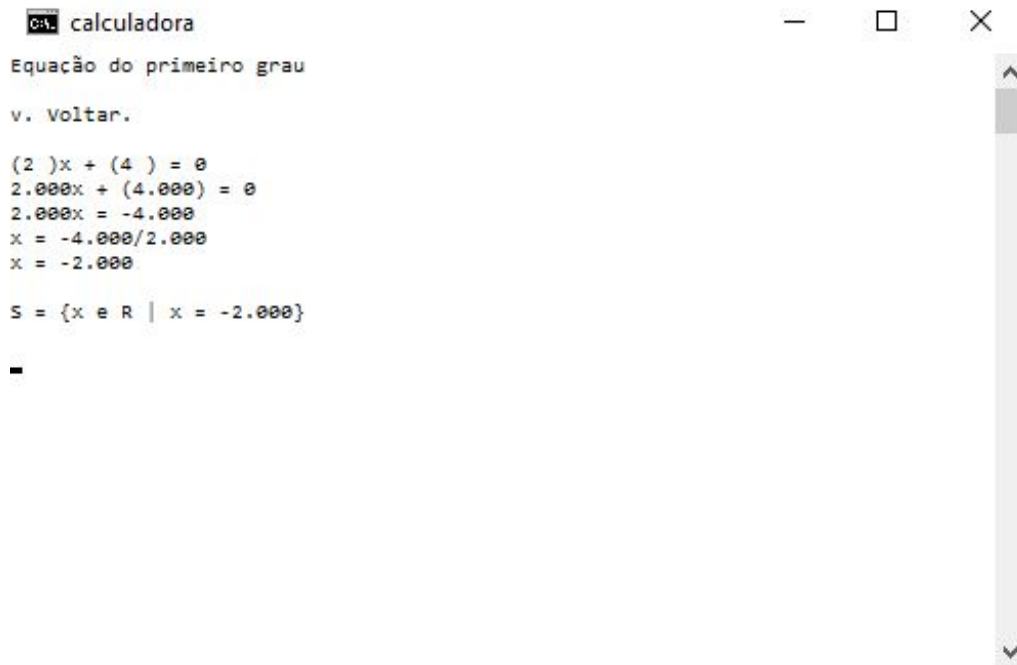 calculadora
Equação do primeiro grau
v. Voltar.
(2 )x + (4 ) = 0
2.000x + (4.000) = 0
2.000x = -4.000
x = -4.000/2.000
x = -2.000
S = {x e R | x = -2.000}